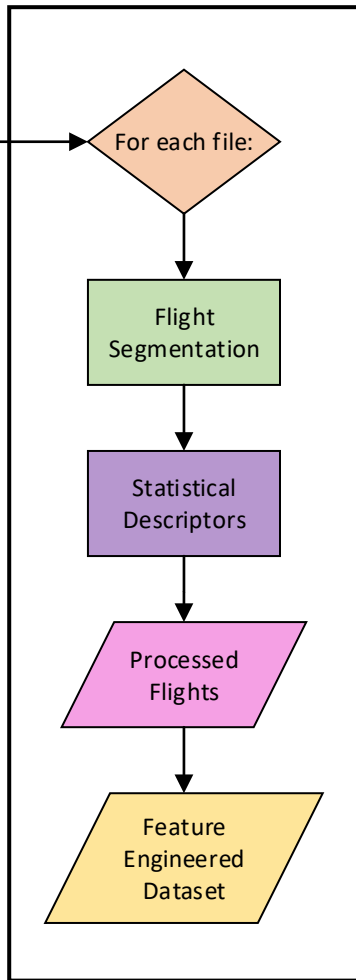 For each file:
Flight
Segmentation
Statistical
Descriptors
Processed
Flights
Feature
Engineered
Dataset